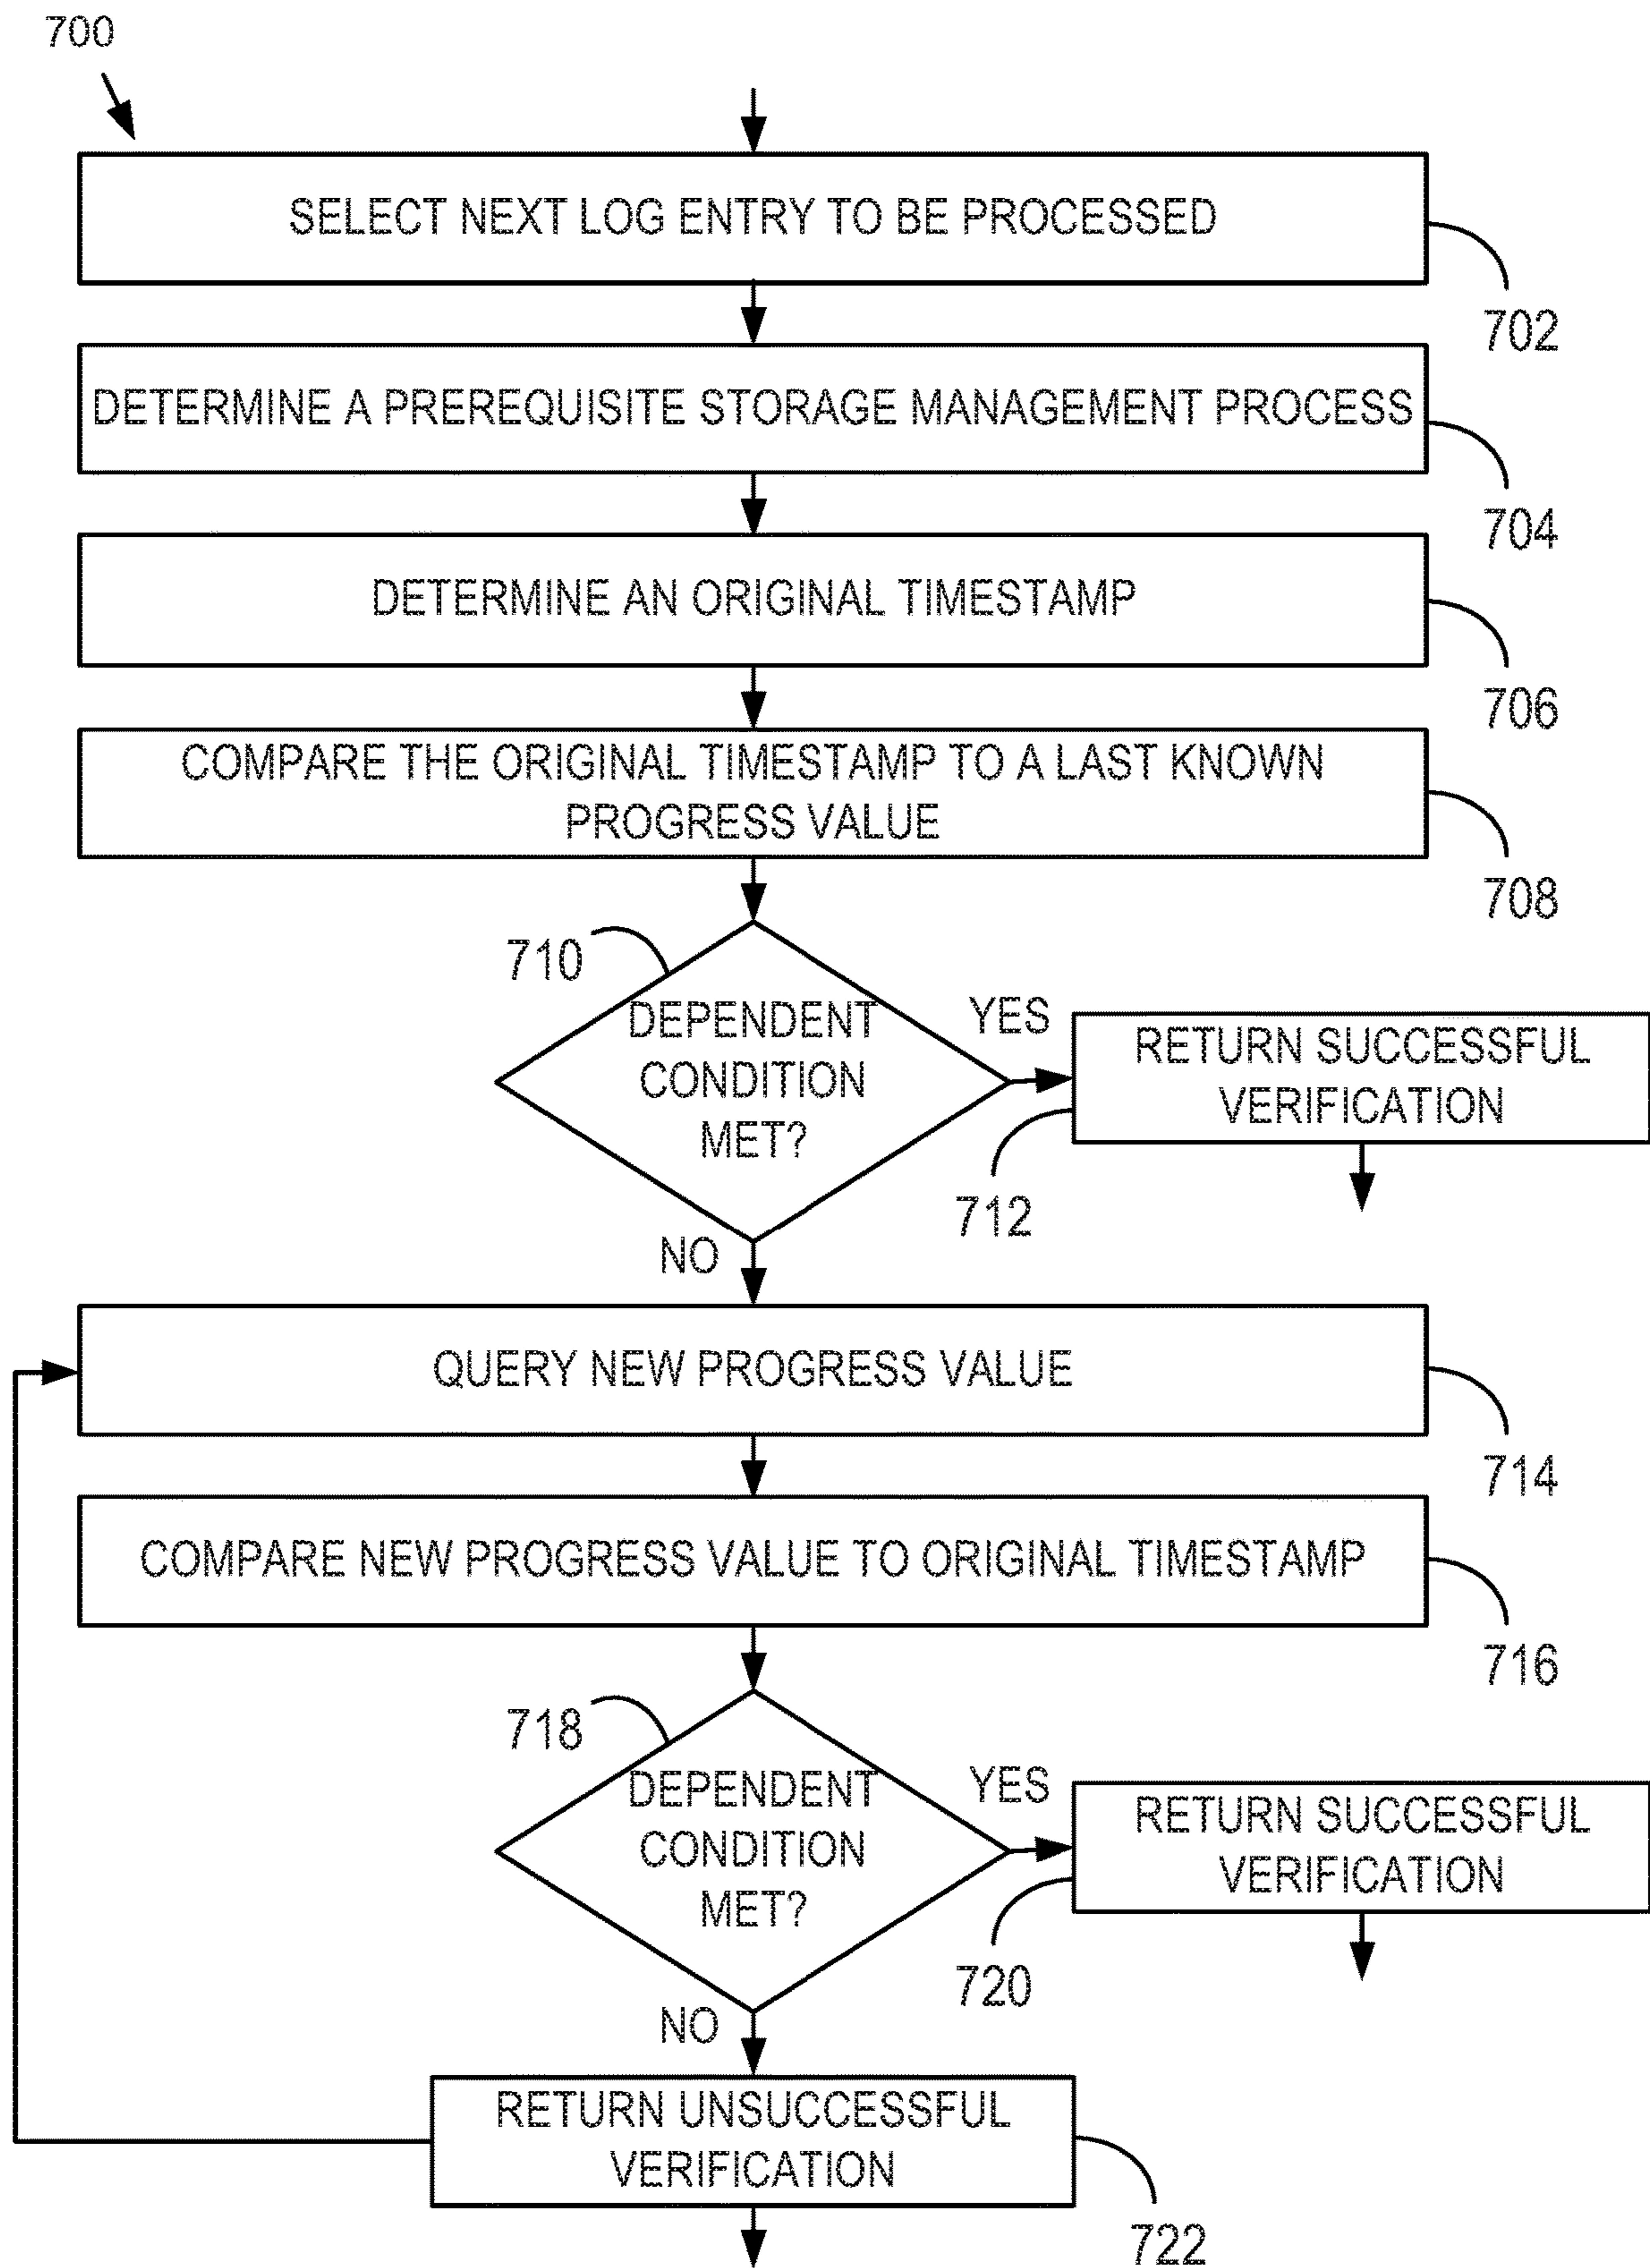 700
SELECT NEXT LOG ENTRY TO BE PROCESSED
702
DETERMINE A PREREQUISITE STORAGE MANAGEMENT PROCESS
704
DETERMINE AN ORIGINAL TIMESTAMP
706
COMPARE THE ORIGINAL TIMESTAMP TO A LAST KNOWN
PROGRESS VALUE
708
710
DEPENDENT
CONDITION
MET?
YES
RETURN SUCCESSFUL
VERIFICATION
712
NO
QUERY NEW PROGRESS VALUE
714
COMPARE NEW PROGRESS VALUE TO ORIGINAL TIMESTAMP
716
718
DEPENDENT
CONDITION
MET?
YES
RETURN SUCCESSFUL
VERIFICATION
720
NO
RETURN UNSUCCESSFUL
VERIFICATION
722